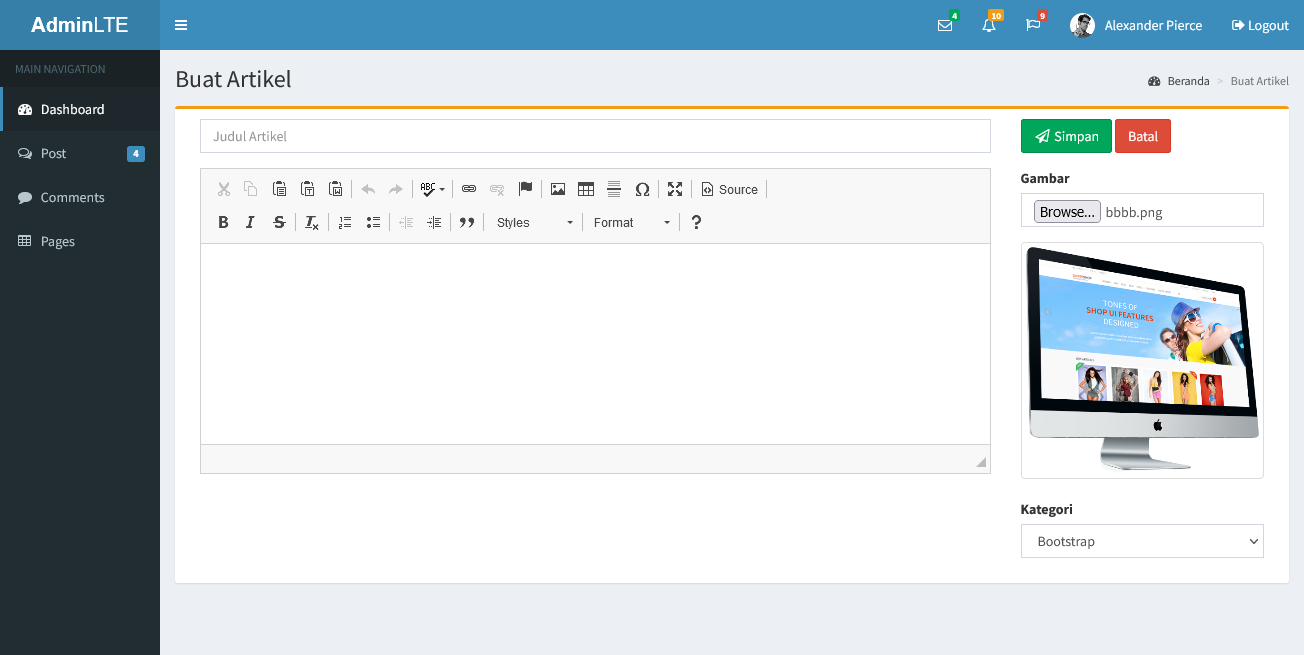 AdminLTE
4
10
9
Alexander Pierce
Logout
MAIN NAVIGATION
Dashboard
Post
4
Comments
Pages
Buat Artikel
Beranda > Buat Artikel
Judul Artikel
Simpan
Batal
ABC
Source
B I S Tx
Styles
Format
?
Gambar
Browse... bbbb.png
TONES OF
SHOP UI FEATURES
DESIGNED
Kategori
Bootstrap